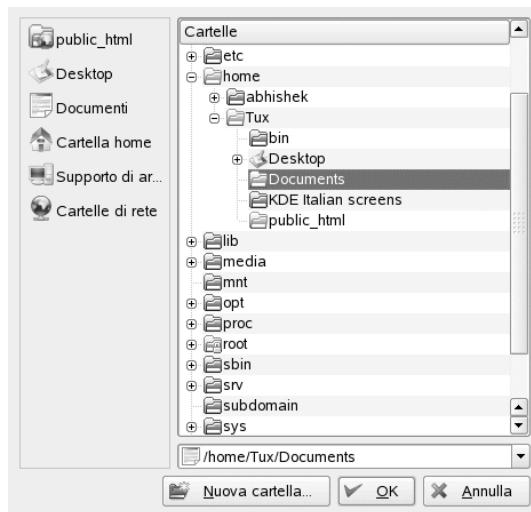 public_html
Desktop
Documenti
Cartella home
Supporto di ar...
Cartelle di rete
Cartelle
etc
home
abhishek
Tux
bin
Desktop
Documents
KDE Italian screens
public_html
lib
media
mnt
opt
proc
root
sbin
srv
subdomain
sys
/home/Tux/Documents
Nuova cartella...
OK
Annulla